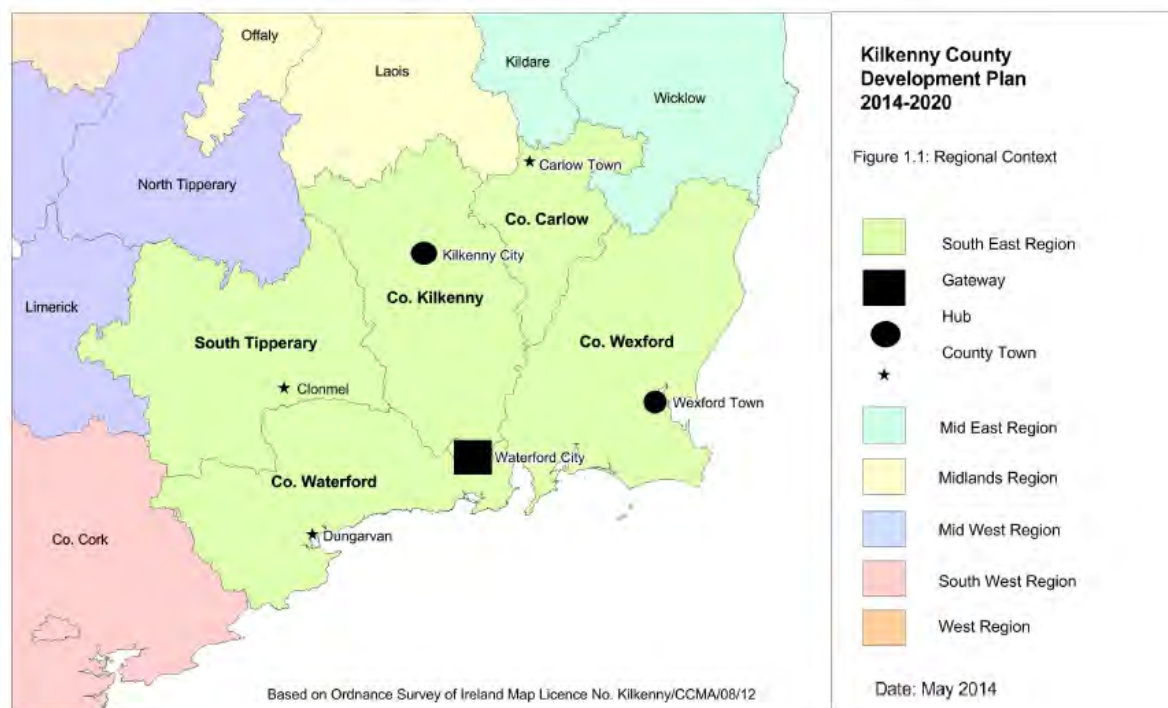 Offaly
Laois
Kildare
Wicklow
Carlow Town
North Tipperary
Co. Carlow
Kilkenny City
Co. Kilkenny
Limerick
South Tipperary
Co. Wexford
Clonmel
Wexford Town
Waterford City
Co. Waterford
Co. Cork
Dungarvan
Based on Ordnance Survey of Ireland Map Licence No. Kilkenny/CCMA/08/12
Kilkenny County
Development Plan
2014-2020
Figure 1.1: Regional Context
South East Region
Gateway
Hub
County Town
Mid East Region
Midlands Region
Mid West Region
South West Region
West Region
Date: May 2014